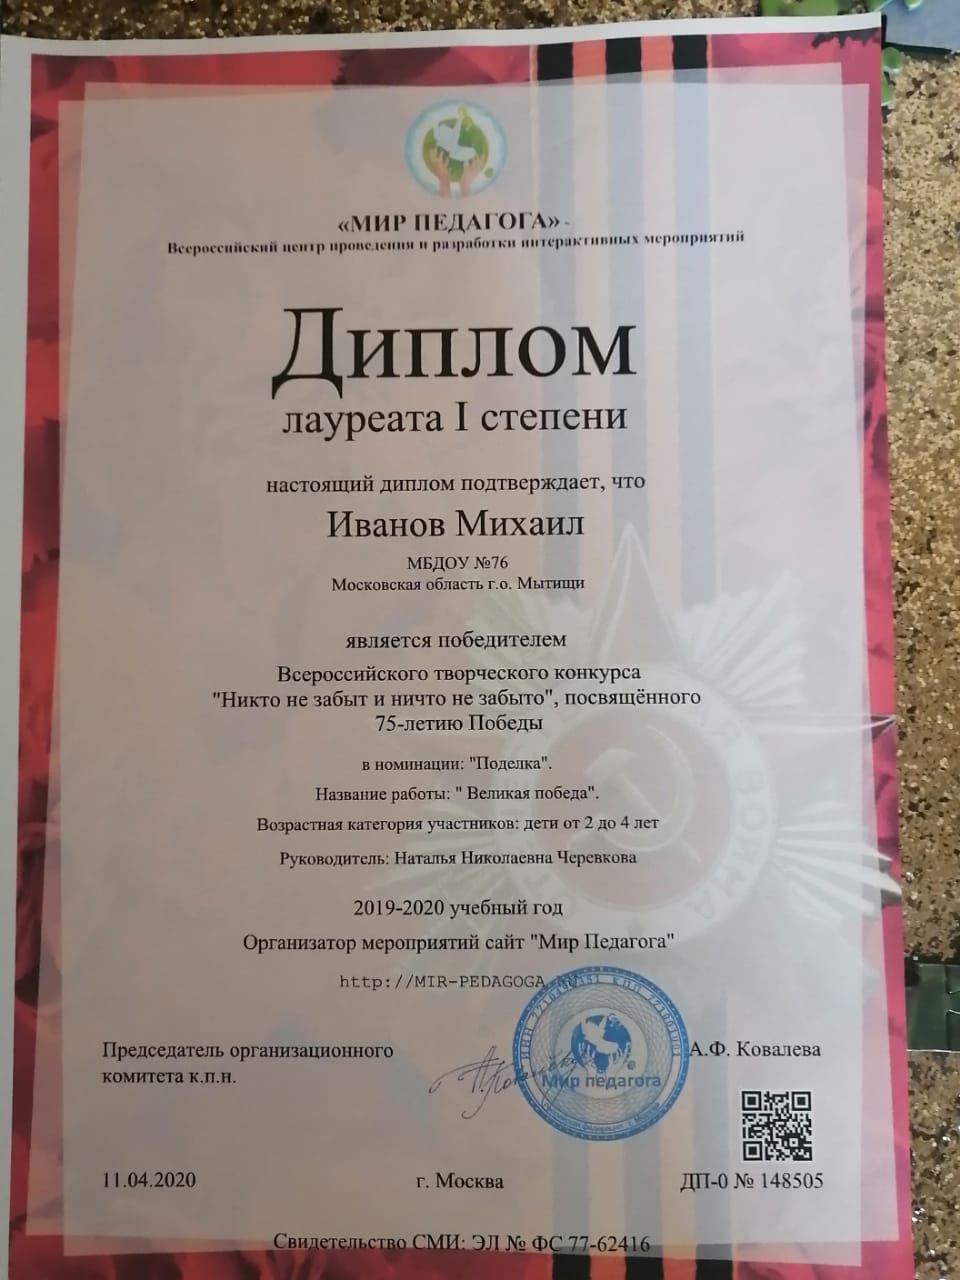 «МИР ПЕДАГОГА» -
Всероссийский центр проведения и разработки интерактивных мероприятий
Диплом
лауреата I степени
настоящий диплом подтверждает, что
Иванов Михаил
МБДОУ №76
Московская область г.о. Мытищи
является победителем
Всероссийского творческого конкурса
"Никто не забыт и ничто не забыто", посвящённого
75-летию Победы
в номинации: "Поделка".
Название работы: " Великая победа".
Возрастная категория участников: дети от 2 до 4 лет
Руководитель: Наталья Николаевна Черевкова
2019-2020 учебный год
Организатор мероприятий сайт "Мир Педагога"
http://MIR-PEDAGOGA.RU
Председатель организационного
комитета к.п.н.
Мир педагога
А.Ф. Ковалева
11.04.2020
г. Москва
ДП-0 № 148505
Свидетельство СМИ: ЭЛ № ФС 77-62416